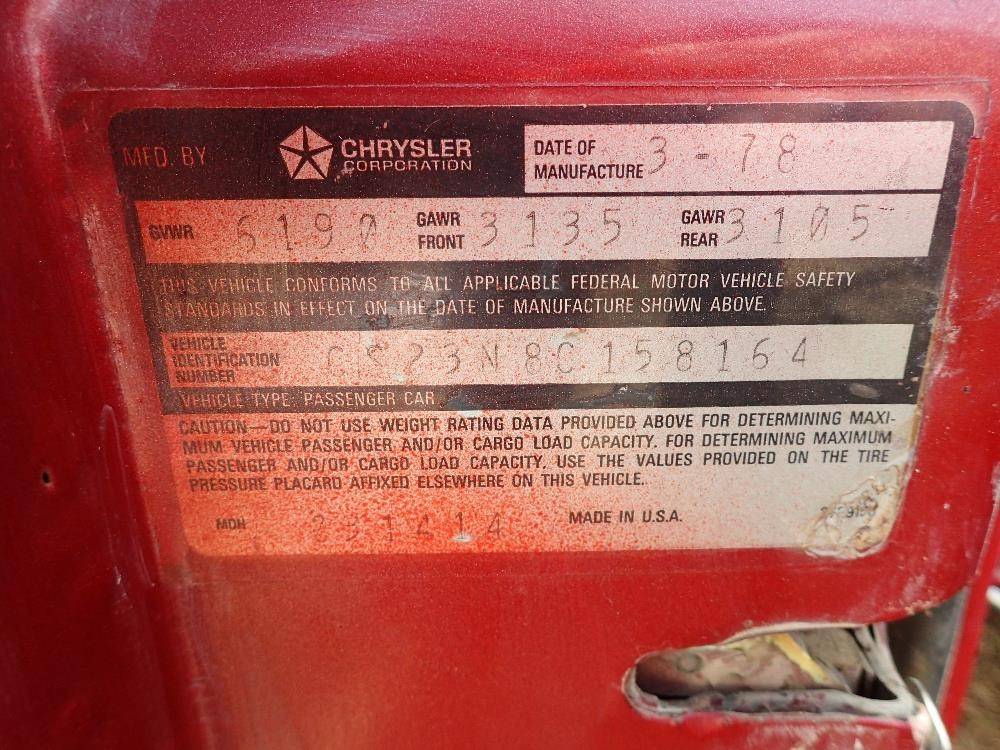 MFD. BY CHRYSLER CORPORATION DATE OF MANUFACTURE 3 - 78
GVWR 6190 GAWR FRONT 3135 GAWR REAR 3105
THIS VEHICLE CONFORMS TO ALL APPLICABLE FEDERAL MOTOR VEHICLE SAFETY
STANDARDS IN EFFECT ON THE DATE OF MANUFACTURE SHOWN ABOVE.
VEHICLE IDENTIFICATION NUMBER CS23N8C158164
VEHICLE TYPE: PASSENGER CAR
CAUTION—DO NOT USE WEIGHT RATING DATA PROVIDED ABOVE FOR DETERMINING MAXI-
MUM VEHICLE PASSENGER AND/OR CARGO LOAD CAPACITY. FOR DETERMINING MAXIMUM
PASSENGER AND/OR CARGO LOAD CAPACITY, USE THE VALUES PROVIDED ON THE TIRE
PRESSURE PLACARD AFFIXED ELSEWHERE ON THIS VEHICLE.
MDH MADE IN U.S.A.